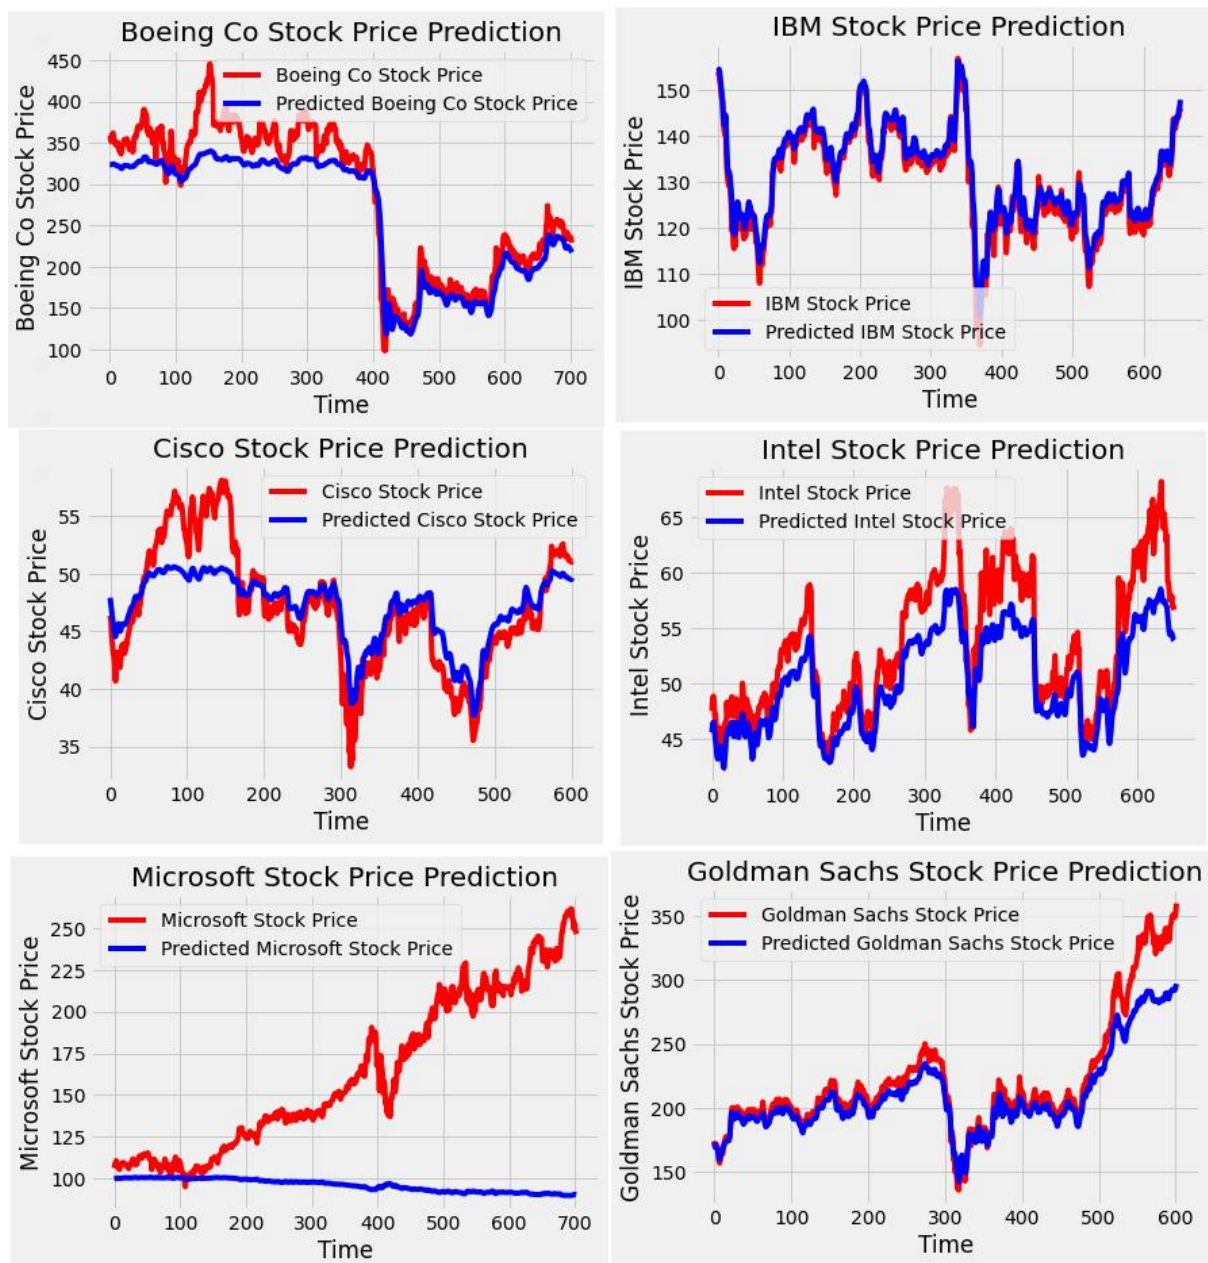 Boeing Co Stock Price Prediction
Boeing Co Stock Price
450
400
350
300
250
200
150
100
Boeing Co Stock Price
Predicted Boeing Co Stock Price
0 100 200 300 400 500 600 700
Time
IBM Stock Price Prediction
IBM Stock Price
150
140
130
120
110
100
IBM Stock Price
Predicted IBM Stock Price
0 100 200 300 400 500 600
Time
Cisco Stock Price Prediction
Cisco Stock Price
55
50
45
40
35
Cisco Stock Price
Predicted Cisco Stock Price
0 100 200 300 400 500 600
Time
Intel Stock Price Prediction
Intel Stock Price
65
60
55
50
45
Intel Stock Price
Predicted Intel Stock Price
0 100 200 300 400 500 600
Time
Microsoft Stock Price Prediction
Microsoft Stock Price
250
225
200
175
150
125
100
Microsoft Stock Price
Predicted Microsoft Stock Price
0 100 200 300 400 500 600 700
Time
Goldman Sachs Stock Price Prediction
Goldman Sachs Stock Price
350
300
250
200
150
Goldman Sachs Stock Price
Predicted Goldman Sachs Stock Price
0 100 200 300 400 500 600
Time